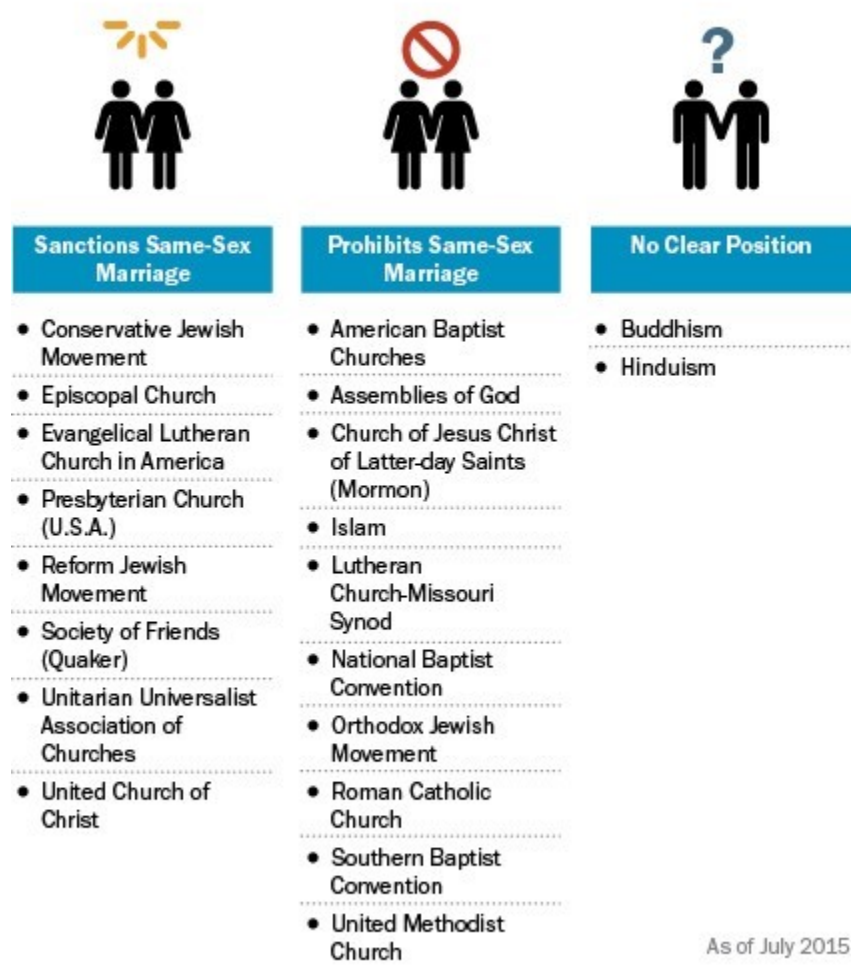 ?
Sanctions Same-Sex
Marriage
• Conservative Jewish
Movement
• Episcopal Church
• Evangelical Lutheran
Church in America
• Presbyterian Church
(U.S.A.)
• Reform Jewish
Movement
• Society of Friends
(Quaker)
• Unitarian Universalist
Association of
Churches
• United Church of
Christ
Prohibits Same-Sex
Marriage
• American Baptist
Churches
• Assemblies of God
• Church of Jesus Christ
of Latter-day Saints
(Mormon)
• Islam
• Lutheran
Church-Missouri
Synod
• National Baptist
Convention
• Orthodox Jewish
Movement
• Roman Catholic
Church
• Southern Baptist
Convention
• United Methodist
Church
No Clear Position
• Buddhism
• Hinduism
As of July 2015